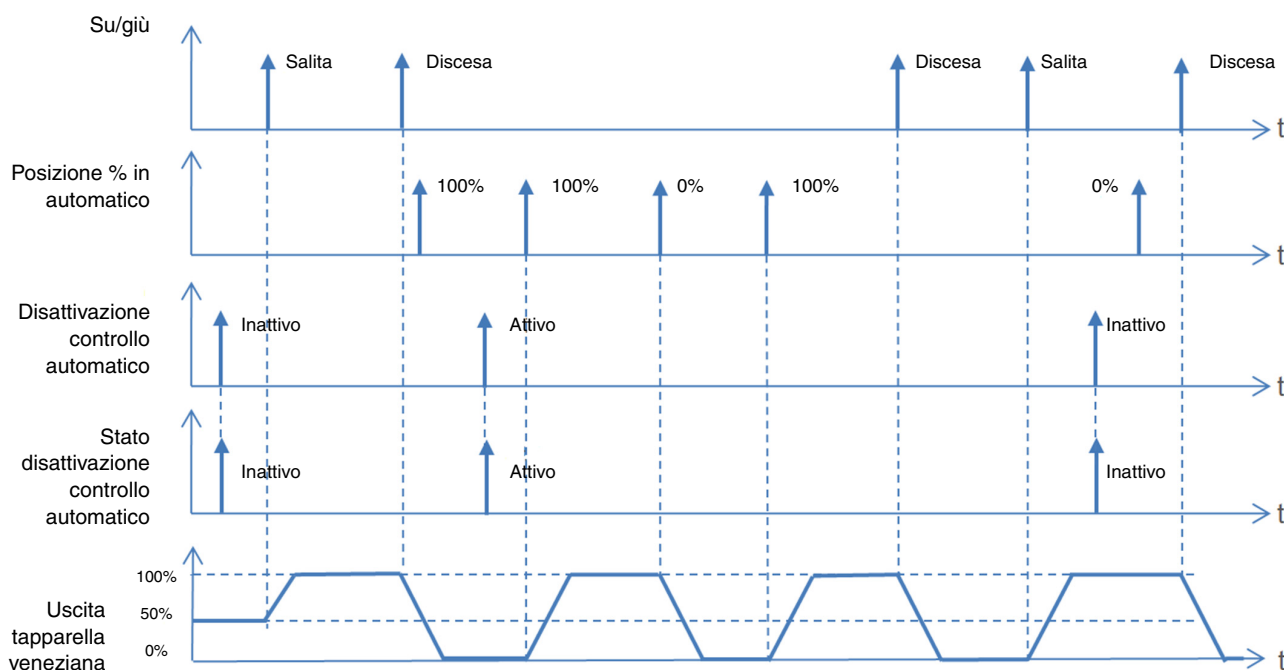 Su/giù
Salita
Discesa
Discesa
Salita
Discesa
t
Posizione % in
automatico
100%
100%
0%
100%
0%
t
Disattivazione
controllo
automatico
Inattivo
Attivo
Inattivo
t
Stato
disattivazione
controllo
automatico
Inattivo
Attivo
Inattivo
t
Uscita
tapparella
veneziana
100%
50%
0%
t